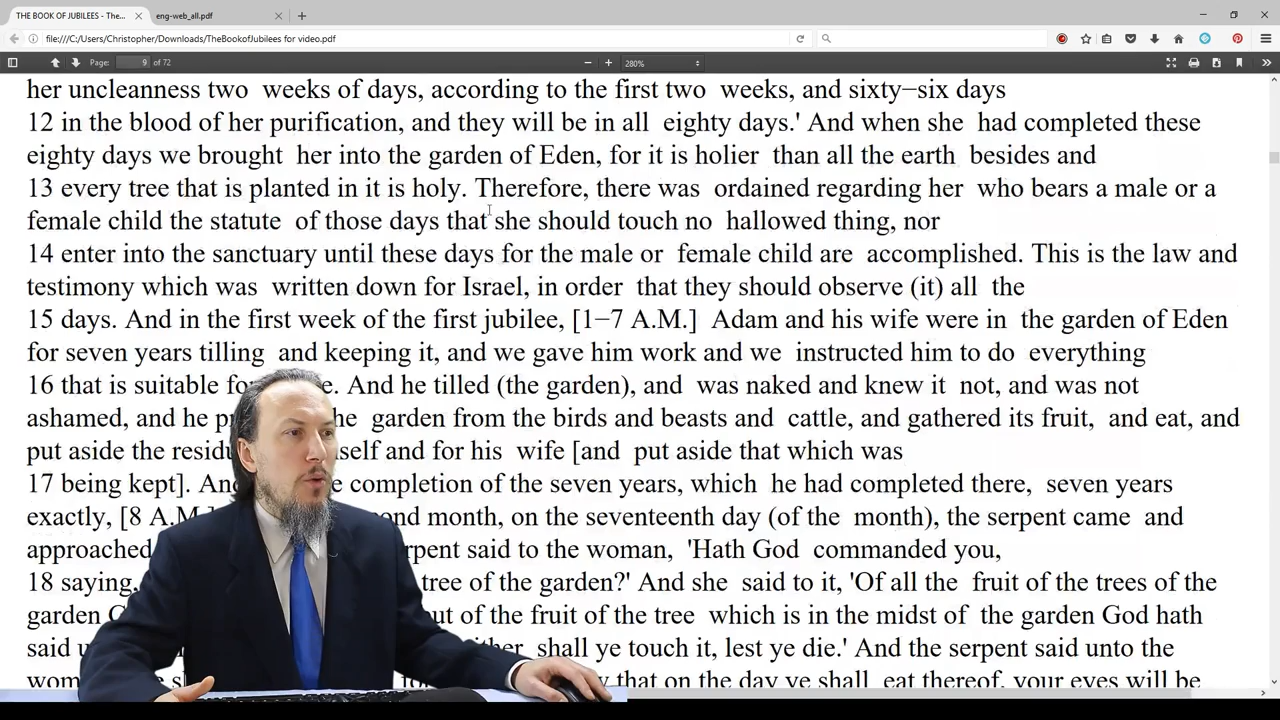 THE BOOK OF JUBILEES - The...
eng-web_all.pdf
file:///C:/Users/Christopher/Downloads/TheBookofJubilees for video.pdf
Page: 9 of 72
280%
her uncleanness two weeks of days, according to the first two weeks, and sixty−six days
12 in the blood of her purification, and they will be in all eighty days.' And when she had completed these
eighty days we brought her into the garden of Eden, for it is holier than all the earth besides and
13 every tree that is planted in it is holy. Therefore, there was ordained regarding her who bears a male or a
female child the statute of those days that she should touch no hallowed thing, nor
14 enter into the sanctuary until these days for the male or female child are accomplished. This is the law and
testimony which was written down for Israel, in order that they should observe (it) all the
15 days. And in the first week of the first jubilee, [1−7 A.M.] Adam and his wife were in the garden of Eden
for seven years tilling and keeping it, and we gave him work and we instructed him to do everything
16 that is suitable for e. And he tilled (the garden), and was naked and knew it not, and was not
ashamed, and he p he garden from the birds and beasts and cattle, and gathered its fruit, and eat, and
put aside the resid self and for his wife [and put aside that which was
17 being kept]. An e completion of the seven years, which he had completed there, seven years
exactly, [8 A.M. ond month, on the seventeenth day (of the month), the serpent came and
approached rpent said to the woman, 'Hath God commanded you,
18 saying, tree of the garden?' And she said to it, 'Of all the fruit of the trees of the
garden G ut of the fruit of the tree which is in the midst of the garden God hath
said u ther shall ye touch it, lest ye die.' And the serpent said unto the
wom that on the day ye shall eat thereof, your eyes will be